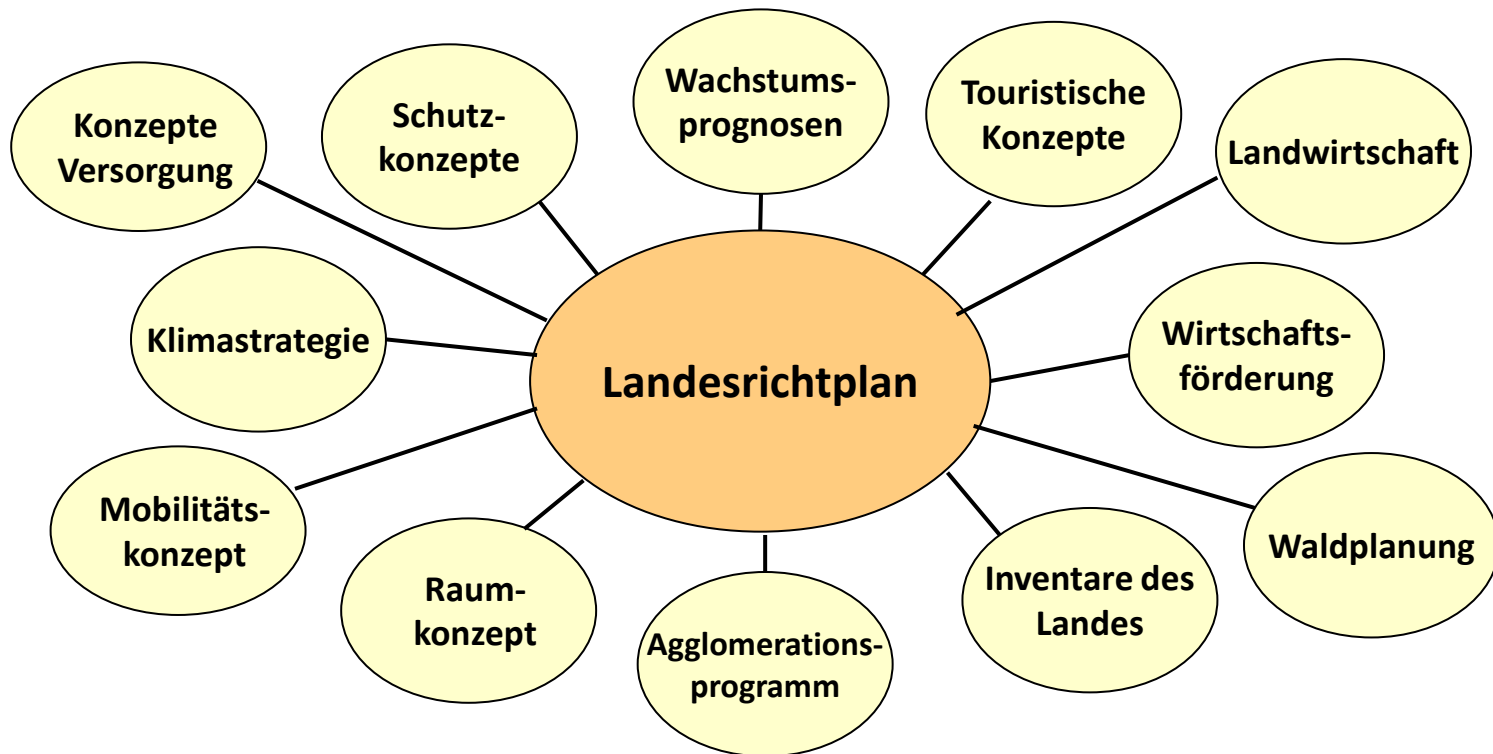 Konzepte
Versorgung
Schutz-
konzepte
Wachstums-
prognosen
Touristische
Konzepte
Landwirtschaft
Klimastrategie
Landesrichtplan
Wirtschafts-
förderung
Mobilitäts-
konzept
Raum-
konzept
Agglomerations-
programm
Inventare des
Landes
Waldplanung